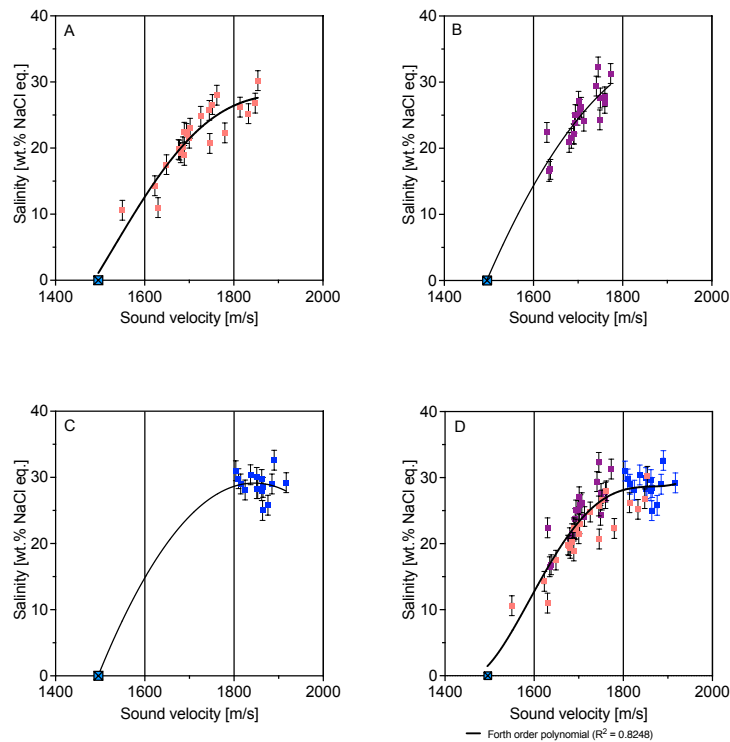 A
B
Salinity [wt.% NaCl eq.]
40
30
20
10
0
1400 1600 1800 2000
Sound velocity [m/s]
Salinity [wt.% NaCl eq.]
40
30
20
10
0
1400 1600 1800 2000
Sound velocity [m/s]
C
D
Salinity [wt.% NaCl eq.]
40
30
20
10
0
1400 1600 1800 2000
Sound velocity [m/s]
Salinity [wt.% NaCl eq.]
40
30
20
10
0
1400 1600 1800 2000
Sound velocity [m/s]
Forth order polynomial (R² = 0.8248)